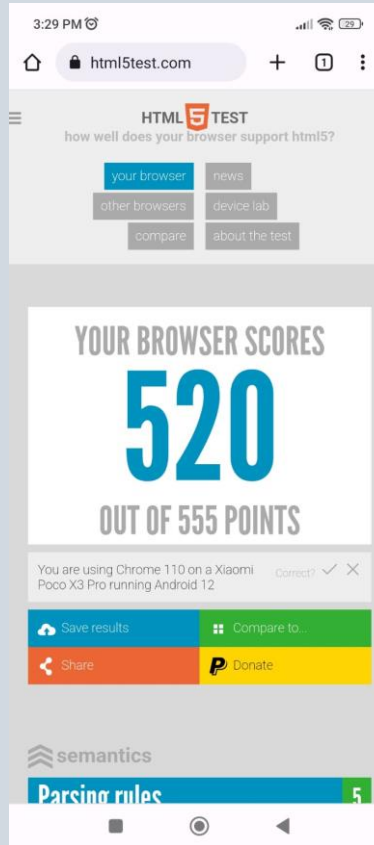 3:29 PM
29
html5test.com
1
HTML 5 TEST
how well does your browser support html5?
your browser
news
other browsers
device lab
compare
about the test
YOUR BROWSER SCORES
520
OUT OF 555 POINTS
You are using Chrome 110 on a Xiaomi
Poco X3 Pro running Android 12
Correct?
Save results
Compare to...
Share
Donate
semantics
Parsing rules
5